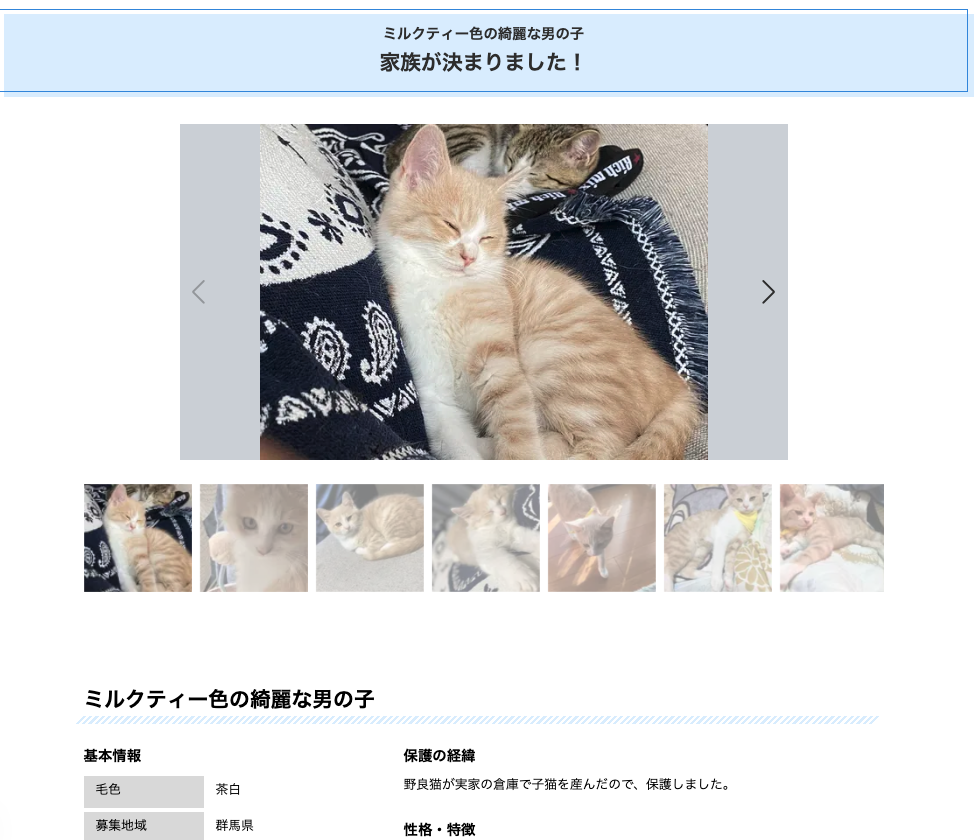 ミルクティー色の綺麗な男の子
家族が決まりました！
Rich mix
Rich mix
ミルクティー色の綺麗な男の子
基本情報
保護の経緯
毛色
茶白
野良猫が実家の倉庫で子猫を産んだので、保護しました。
募集地域
群馬県
性格・特徴